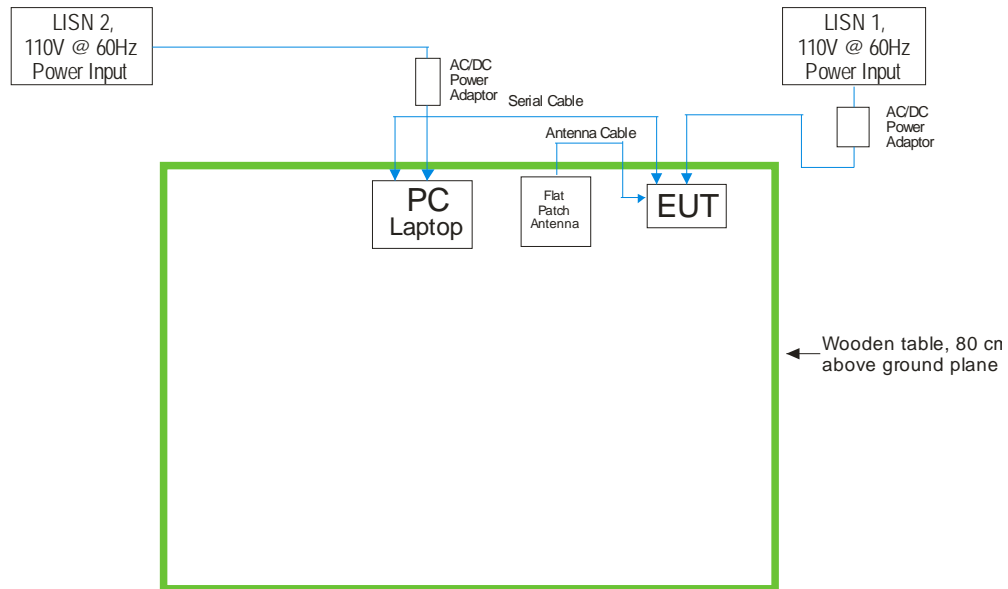 LISN 2,
110V @ 60Hz
Power Input
LISN 1,
110V @ 60Hz
Power Input
AC/DC
Power
Adaptor
Serial Cable
AC/DC
Power
Adaptor
Antenna Cable
PC
Laptop
Flat
Patch
Antenna
EUT
Wooden table, 80 cm
above ground plane